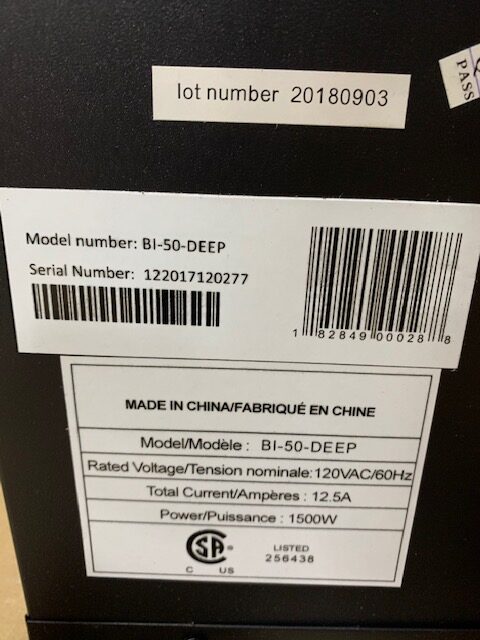 lot number 20180903
PASS
Model number: BI-50-DEEP
Serial Number: 122017120277
1 82849 00028 8
MADE IN CHINA/FABRIQUÉ EN CHINE
Model/Modèle : BI-50-DEEP
Rated Voltage/Tension nominale:120VAC/60Hz
Total Current/Ampères : 12.5A
Power/Puissance : 1500W
CSA®
C US
LISTED
256438